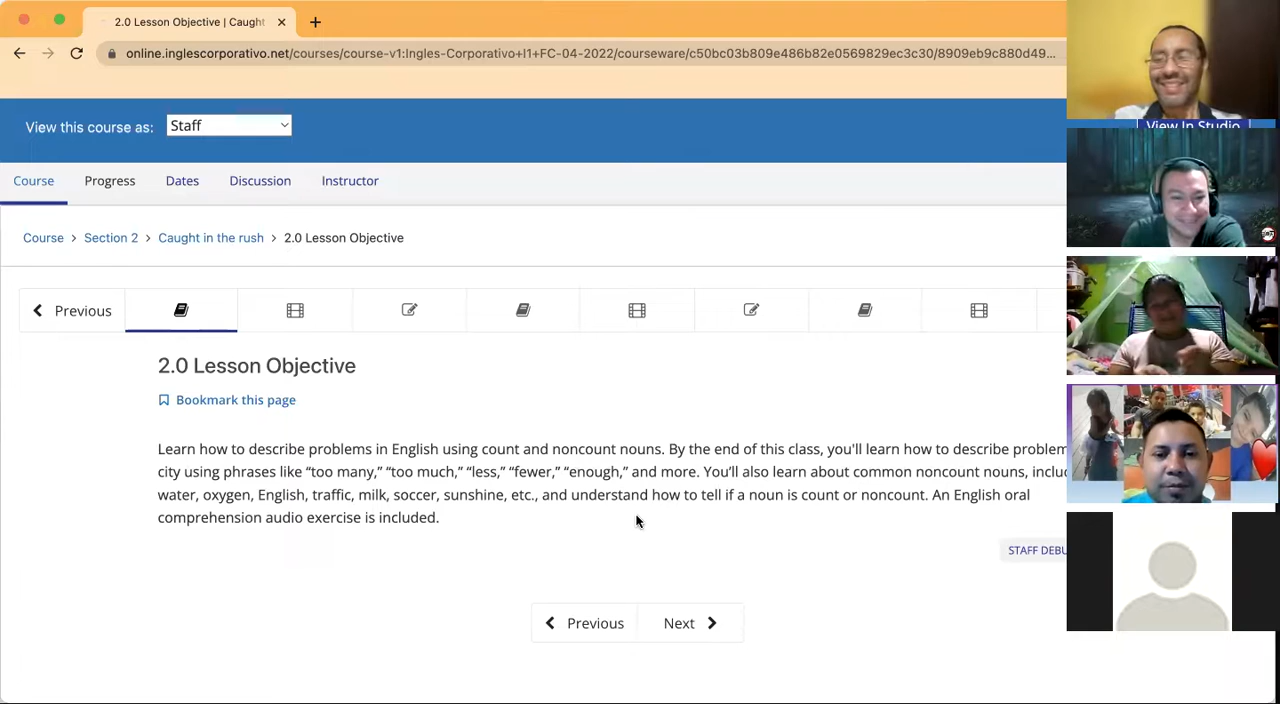 2.0 Lesson Objective | Caught
online.inglescorporativo.net/courses/course-v1:Ingles-Corporativo+I1+FC-04-2022/courseware/c50bc03b809e486b82e0569829ec3c30/8909eb9c880d49...
View this course as: Staff
View In Studio
Course Progress Dates Discussion Instructor
Course > Section 2 > Caught in the rush > 2.0 Lesson Objective
Previous
2.0 Lesson Objective
Bookmark this page
Learn how to describe problems in English using count and noncount nouns. By the end of this class, you'll learn how to describe problem
city using phrases like “too many,” “too much,” “less,” “fewer,” “enough,” and more. You’ll also learn about common noncount nouns, inclu
water, oxygen, English, traffic, milk, soccer, sunshine, etc., and understand how to tell if a noun is count or noncount. An English oral
comprehension audio exercise is included.
STAFF DEBU
Previous Next